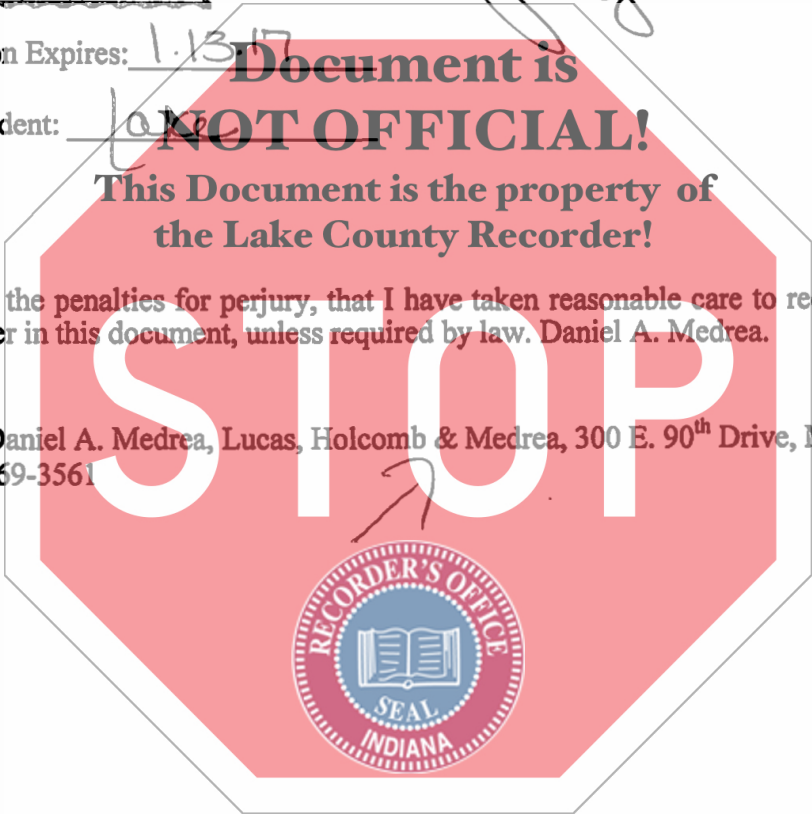 n Expires: 1.13.17
Document is
dent: Lake
NOT OFFICIAL!
This Document is the property of
the Lake County Recorder!
the penalties for perjury, that I have taken reasonable care to re
r in this document, unless required by law. Daniel A. Medrea.
STOP
Daniel A. Medrea, Lucas, Holcomb & Medrea, 300 E. 90th Drive, M
69-3561
RECORDER'S OFFICE
SEAL
INDIANA